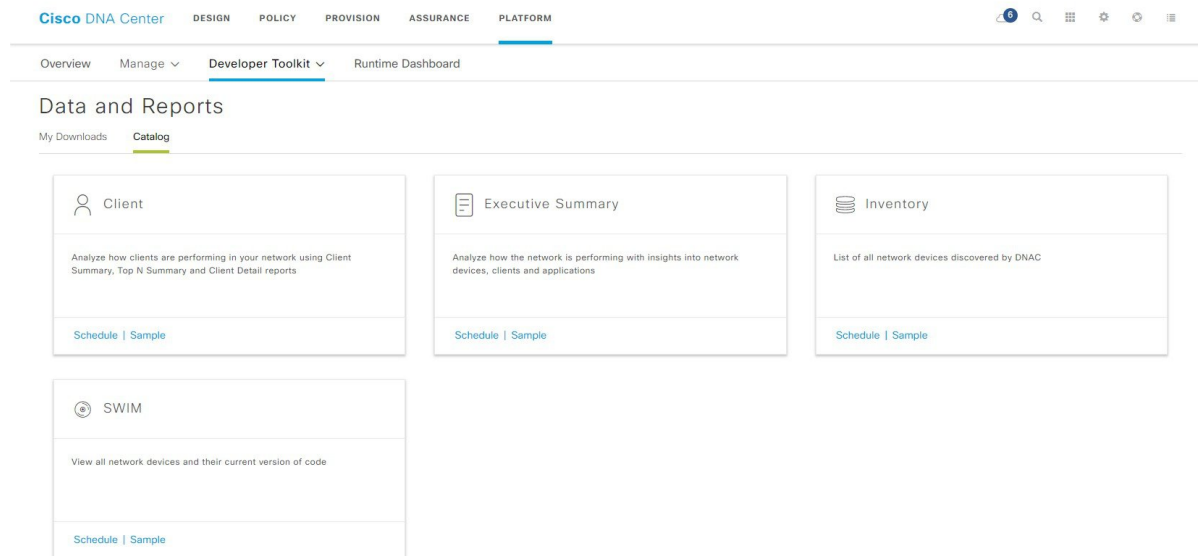 Cisco DNA Center DESIGN POLICY PROVISION ASSURANCE PLATFORM 6
Overview Manage Developer Toolkit Runtime Dashboard
Data and Reports
My Downloads Catalog
Client
Analyze how clients are performing in your network using Client
Summary, Top N Summary and Client Detail reports
Schedule | Sample
Executive Summary
Analyze how the network is performing with insights into network
devices, clients and applications
Schedule | Sample
Inventory
List of all network devices discovered by DNAC
Schedule | Sample
SWIM
View all network devices and their current version of code
Schedule | Sample